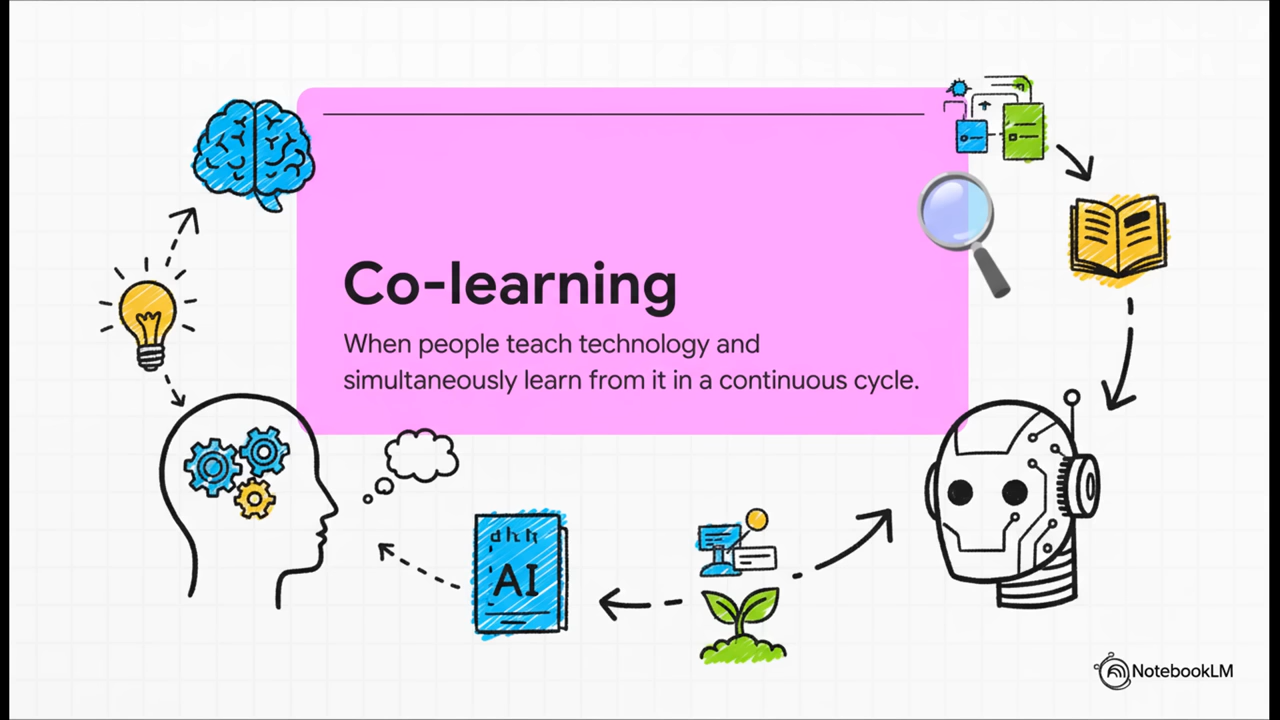 Co-learning
When people teach technology and
simultaneously learn from it in a continuous cycle.
AI
NotebookLM